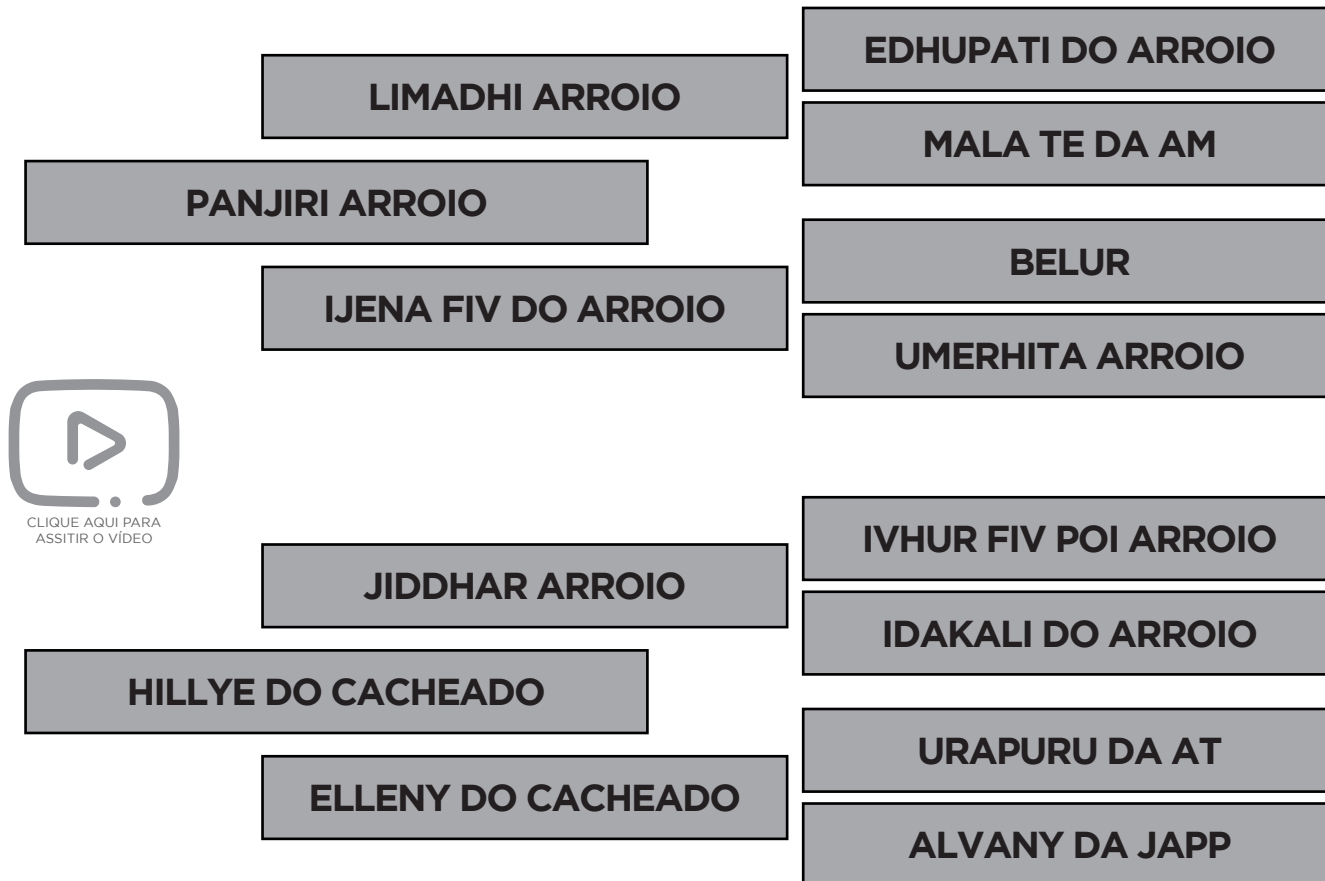 EDHUPATI DO ARROIO
LIMADHI ARROIO
MALA TE DA AM
PANJIRI ARROIO
BELUR
IJENA FIV DO ARROIO
UMERHITA ARROIO
CLIQUE AQUI PARA
ASSITIR O VÍDEO
IVHUR FIV POI ARROIO
JIDDHAR ARROIO
IDAKALI DO ARROIO
HILLYE DO CACHEADO
URAPURU DA AT
ELLENY DO CACHEADO
ALVANY DA JAPP